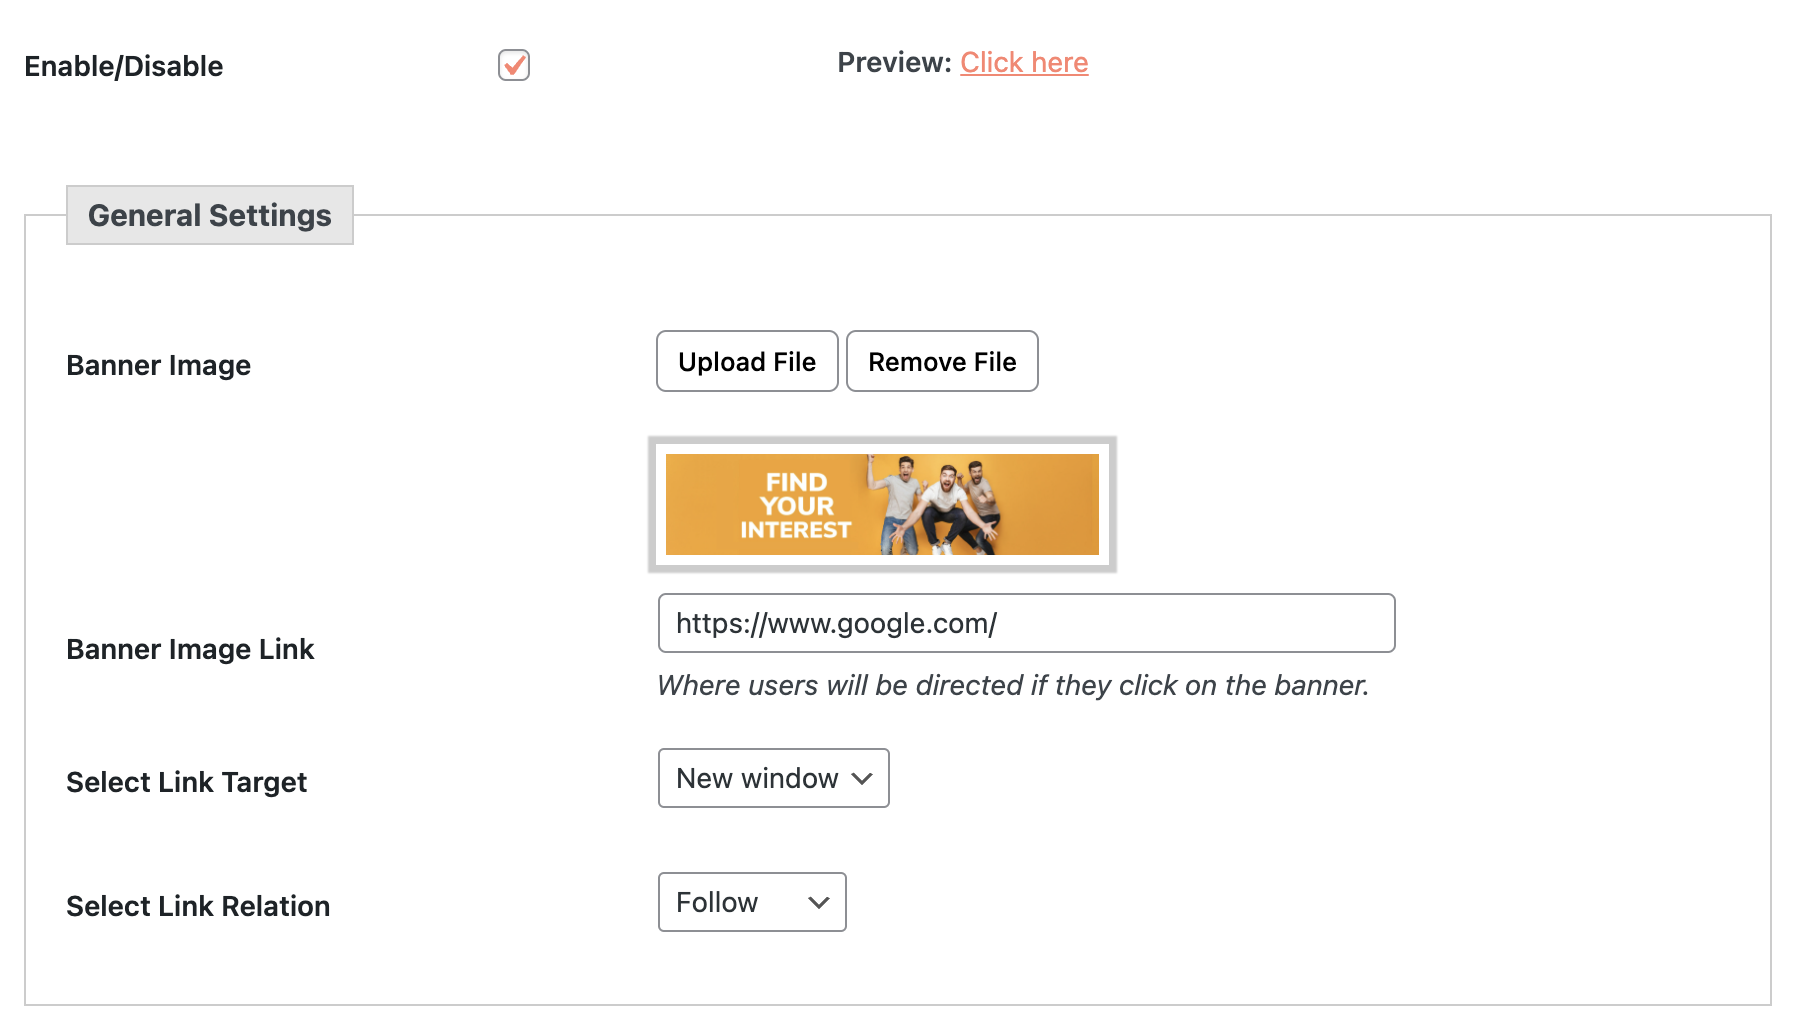 Enable/Disable
Preview: Click here
General Settings
Banner Image
Upload File
Remove File
FIND
YOUR
INTEREST
Banner Image Link
https://www.google.com/
Where users will be directed if they click on the banner.
Select Link Target
New window
Select Link Relation
Follow